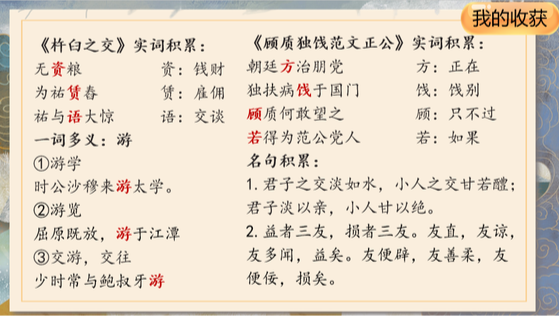 我的收获
《杵臼之交》实词积累：
无资粮 资：钱财
为祐赁舂 赁：雇佣
祐与语大惊 语：交谈
一词多义：游
①游学
时公沙穆来游太学。
②游览
屈原既放，游于江潭
③交游，交往
少时常与鲍叔牙游
《顾质独饯范文正公》实词积累：
朝廷方治朋党 方：正在
独扶病饯于国门 饯：饯别
顾质何敢望之 顾：只不过
若得为范公党人 若：如果
名句积累：
1. 君子之交淡如水，小人之交甘若醴；
君子淡以亲，小人甘以绝。
2. 益者三友，损者三友。友直，友谅，
友多闻，益矣。友便辟，友善柔，友
便佞，损矣。